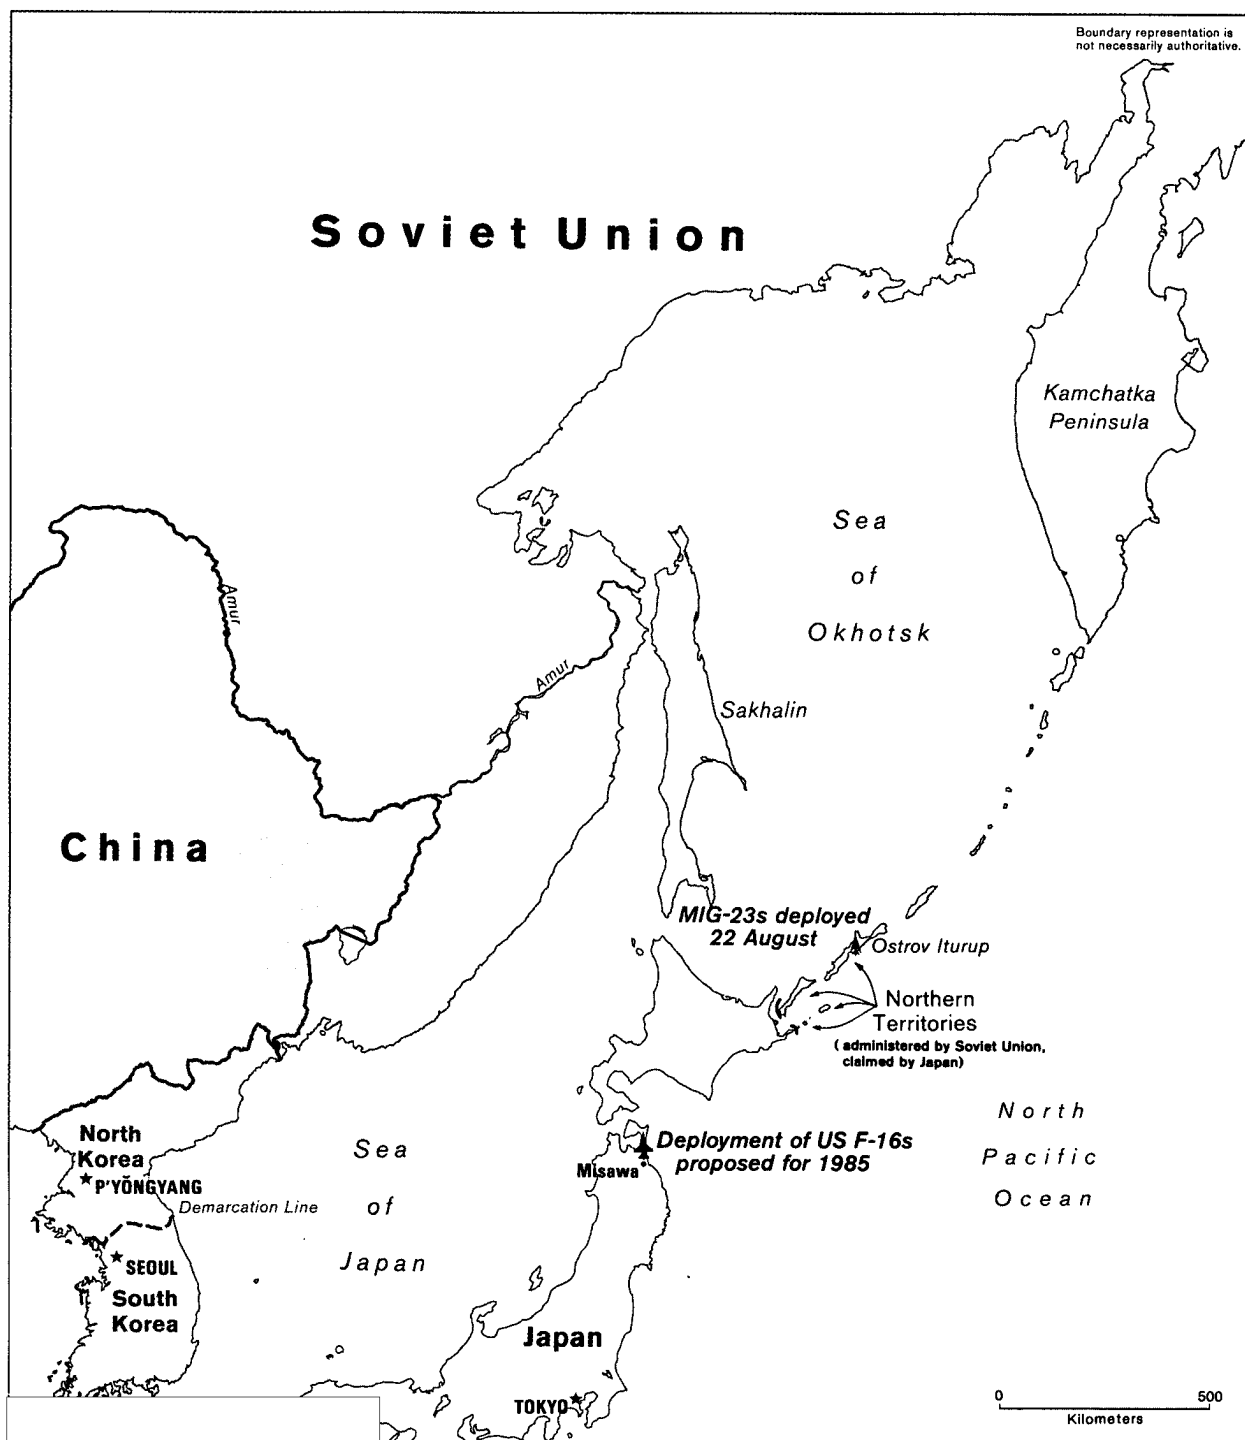 Boundary representation is
not necessarily authoritative.
Soviet Union
Kamchatka
Peninsula
Sea
of
Okhotsk
Amur
Amur
Sakhalin
China
MIG-23s deployed
22 August
Ostrov Iturup
Northern
Territories
(administered by Soviet Union,
claimed by Japan)
North
Pacific
Ocean
North
Korea
P'YŎNGYANG
Sea
of
Japan
Deployment of US F-16s
proposed for 1985
Misawa
Demarcation Line
SEOUL
South
Korea
Japan
TOKYO
0 500
Kilometers